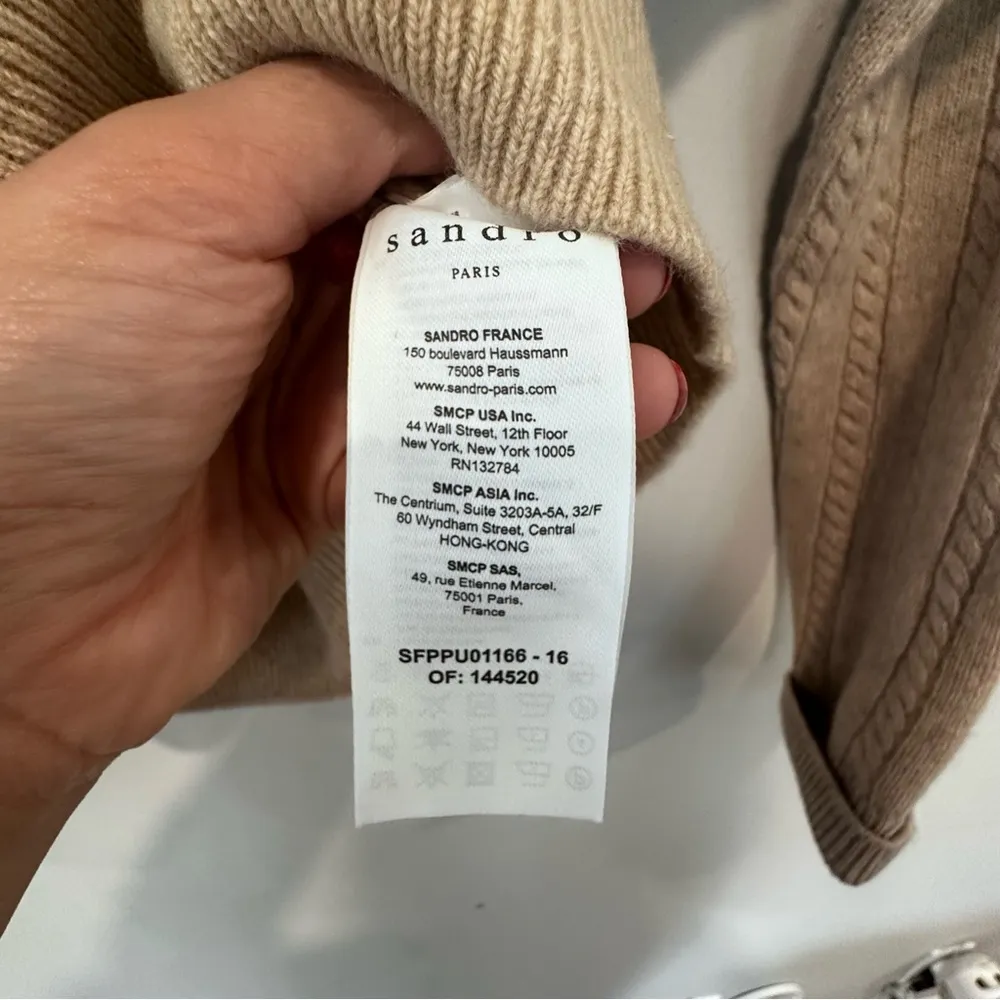 sandro
PARIS
SANDRO FRANCE
150 boulevard Haussmann
75008 Paris
www.sandro-paris.com
SMCP USA Inc.
44 Wall Street, 12th Floor
New York, New York 10005
RN132784
SMCP ASIA Inc.
The Centrium, Suite 3203A-5A, 32/F
60 Wyndham Street, Central
HONG-KONG
SMCP SAS,
49, rue Etienne Marcel,
75001 Paris,
France
SFPPU01166 - 16
OF: 144520